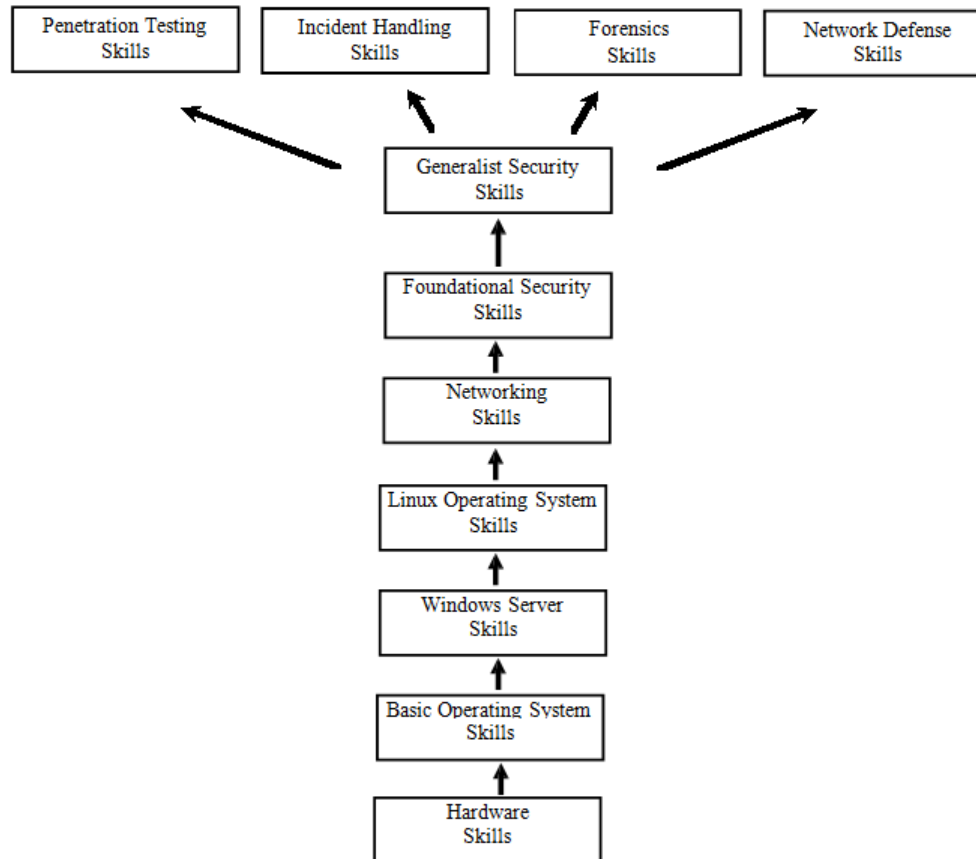 Penetration Testing
Skills
Incident Handling
Skills
Forensics
Skills
Network Defense
Skills
Generalist Security
Skills
Foundational Security
Skills
Networking
Skills
Linux Operating System
Skills
Windows Server
Skills
Basic Operating System
Skills
Hardware
Skills